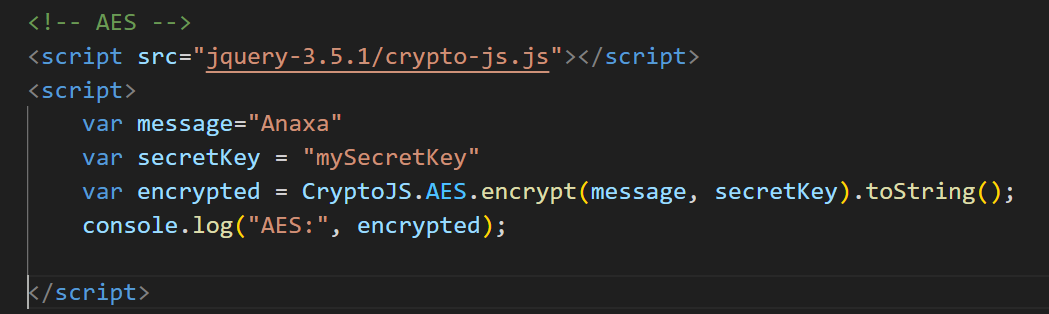 <!-- AES -->
<script src="jquery-3.5.1/crypto-js.js"></script>
<script>
    var message="Anaxa"
    var secretKey = "mySecretKey"
    var encrypted = CryptoJS.AES.encrypt(message, secretKey).toString();
    console.log("AES:", encrypted);
</script>